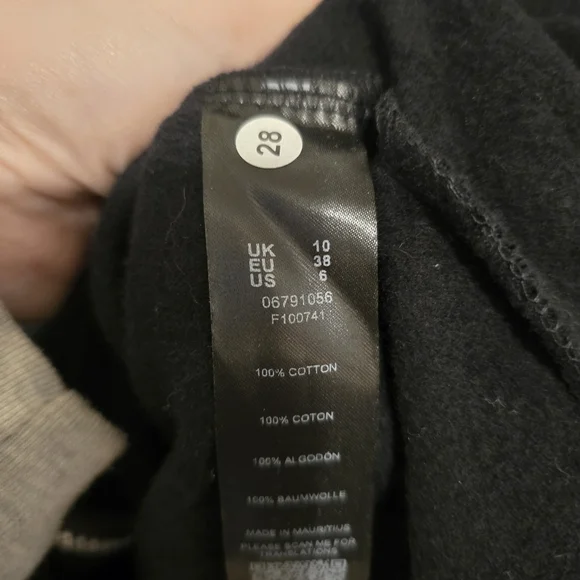 28
UK 10
EU 38
US 6
06791056
F100741
100% COTTON
100% COTON
100% ALGODÓN
100% BAUMWOLLE
MADE IN MAURITIUS
PLEASE SCAN ME FOR
TRANSLATIONS